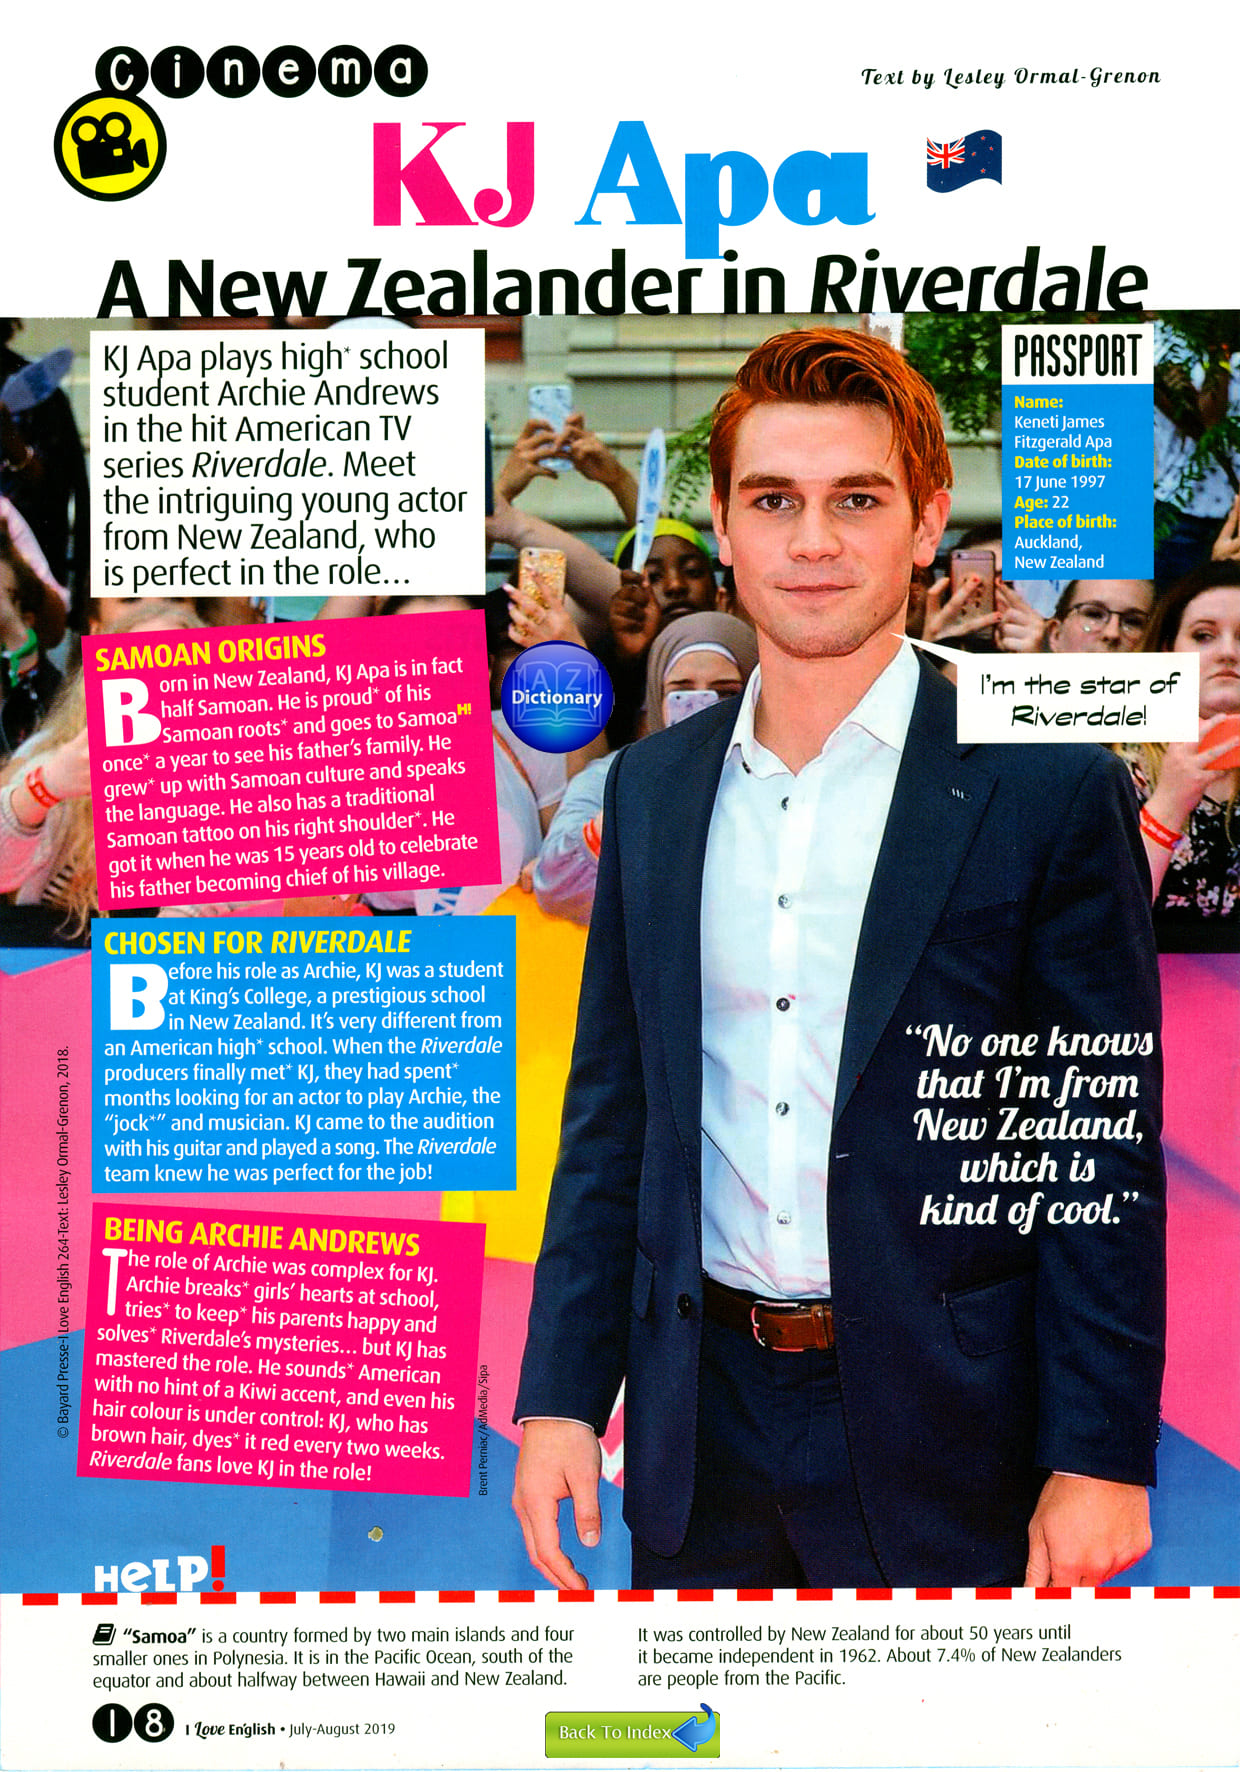 Cinema
Text by Lesley Ormal-Grenon
KJ Apa
A New Zealander in Riverdale
KJ Apa plays high* school
student Archie Andrews
in the hit American TV
series Riverdale. Meet
the intriguing young actor
from New Zealand, who
is perfect in the role...
PASSPORT
Name:
Keneti James
Fitzgerald Apa
Date of birth:
17 June 1997
Age: 22
Place of birth:
Auckland,
New Zealand
SAMOAN ORIGINS
Born in New Zealand, KJ Apa is in fact
half Samoan. He is proud* of his
Samoan roots* and goes to Samoa H!
once* a year to see his father's family. He
grew* up with Samoan culture and speaks
the language. He also has a traditional
Samoan tattoo on his right shoulder*. He
got it when he was 15 years old to celebrate
his father becoming chief of his village.
A Z
Dictionary
I'm the star of
Riverdale!
CHOSEN FOR RIVERDALE
Before his role as Archie, KJ was a student
at King's College, a prestigious school
in New Zealand. It's very different from
an American high* school. When the Riverdale
producers finally met* KJ, they had spent*
months looking for an actor to play Archie, the
"jock*" and musician. KJ came to the audition
with his guitar and played a song. The Riverdale
team knew he was perfect for the job!
"No one knows
that I'm from
New Zealand,
which is
kind of cool."
BEING ARCHIE ANDREWS
The role of Archie was complex for KJ.
Archie breaks* girls' hearts at school,
tries* to keep* his parents happy and
solves* Riverdale's mysteries... but KJ has
mastered the role. He sounds* American
with no hint of a Kiwi accent, and even his
hair colour is under control: KJ, who has
brown hair, dyes* it red every two weeks.
Riverdale fans love KJ in the role!
© Bayard Presse-I Love English 264-Text: Lesley Ormal-Grenon, 2018.
Brent Perniac/AdMedia/Sipa
HELP!
"Samoa" is a country formed by two main islands and four
smaller ones in Polynesia. It is in the Pacific Ocean, south of the
equator and about halfway between Hawaii and New Zealand.
It was controlled by New Zealand for about 50 years until
it became independent in 1962. About 7.4% of New Zealanders
are people from the Pacific.
18 I Love English • July-August 2019
Back To Index